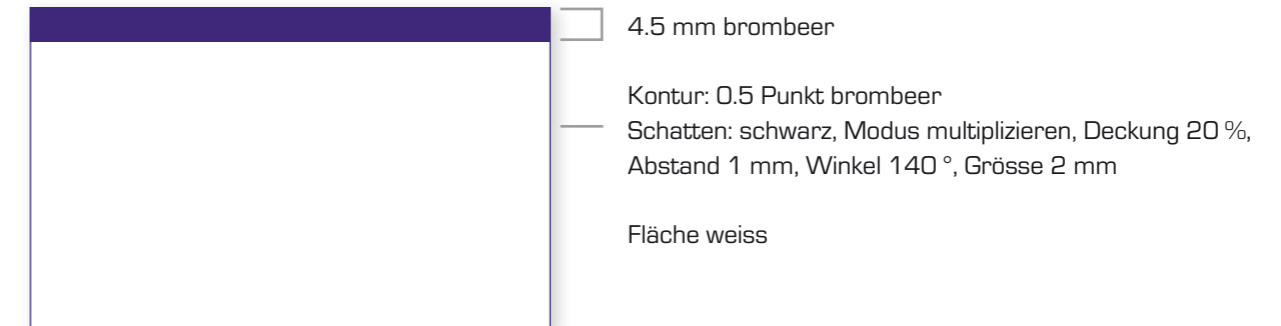 4.5 mm brombeer
Kontur: 0.5 Punkt brombeer
Schatten: schwarz, Modus multiplizieren, Deckung 20 %,
Abstand 1 mm, Winkel 140 °, Grösse 2 mm
Fläche weiss